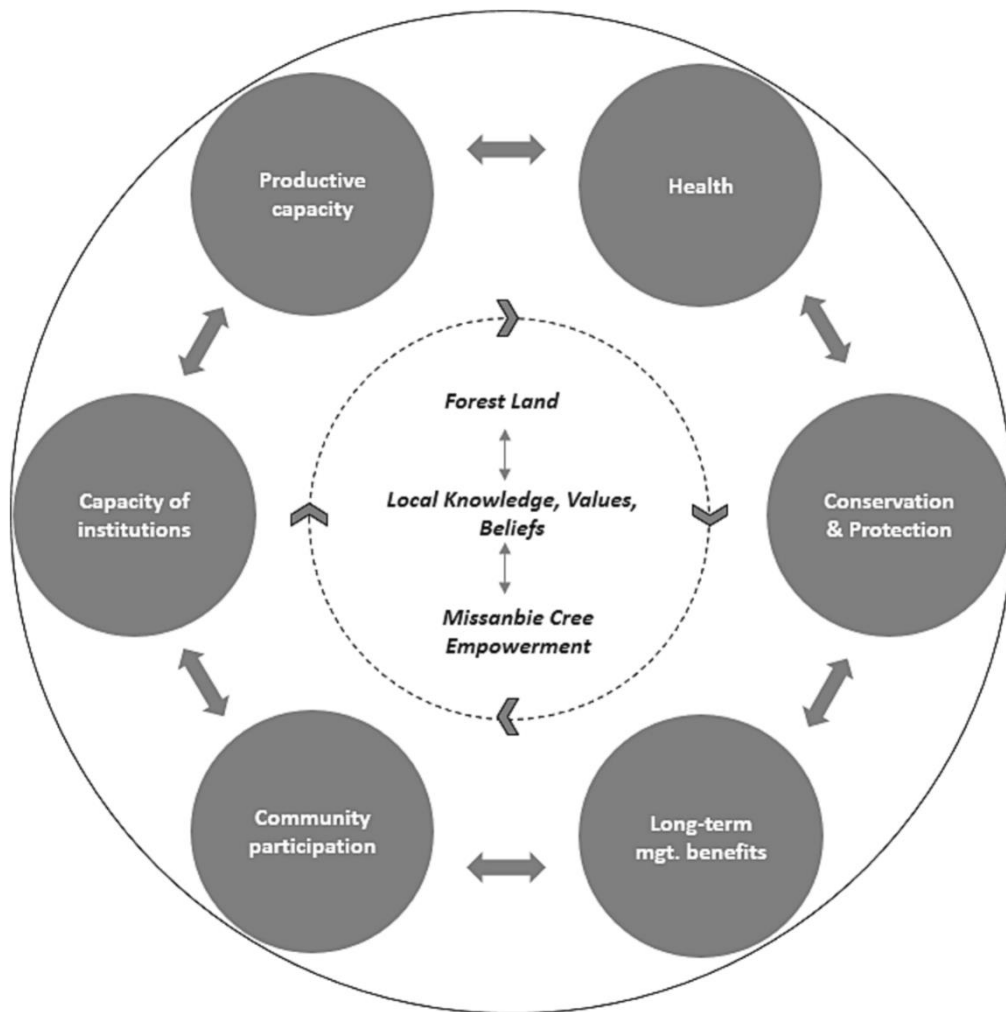 Productive
capacity
Health
Forest Land
Capacity of
institutions
Local Knowledge, Values,
Beliefs
Conservation
& Protection
Missanbie Cree
Empowerment
Community
participation
Long-term
mgt. benefits